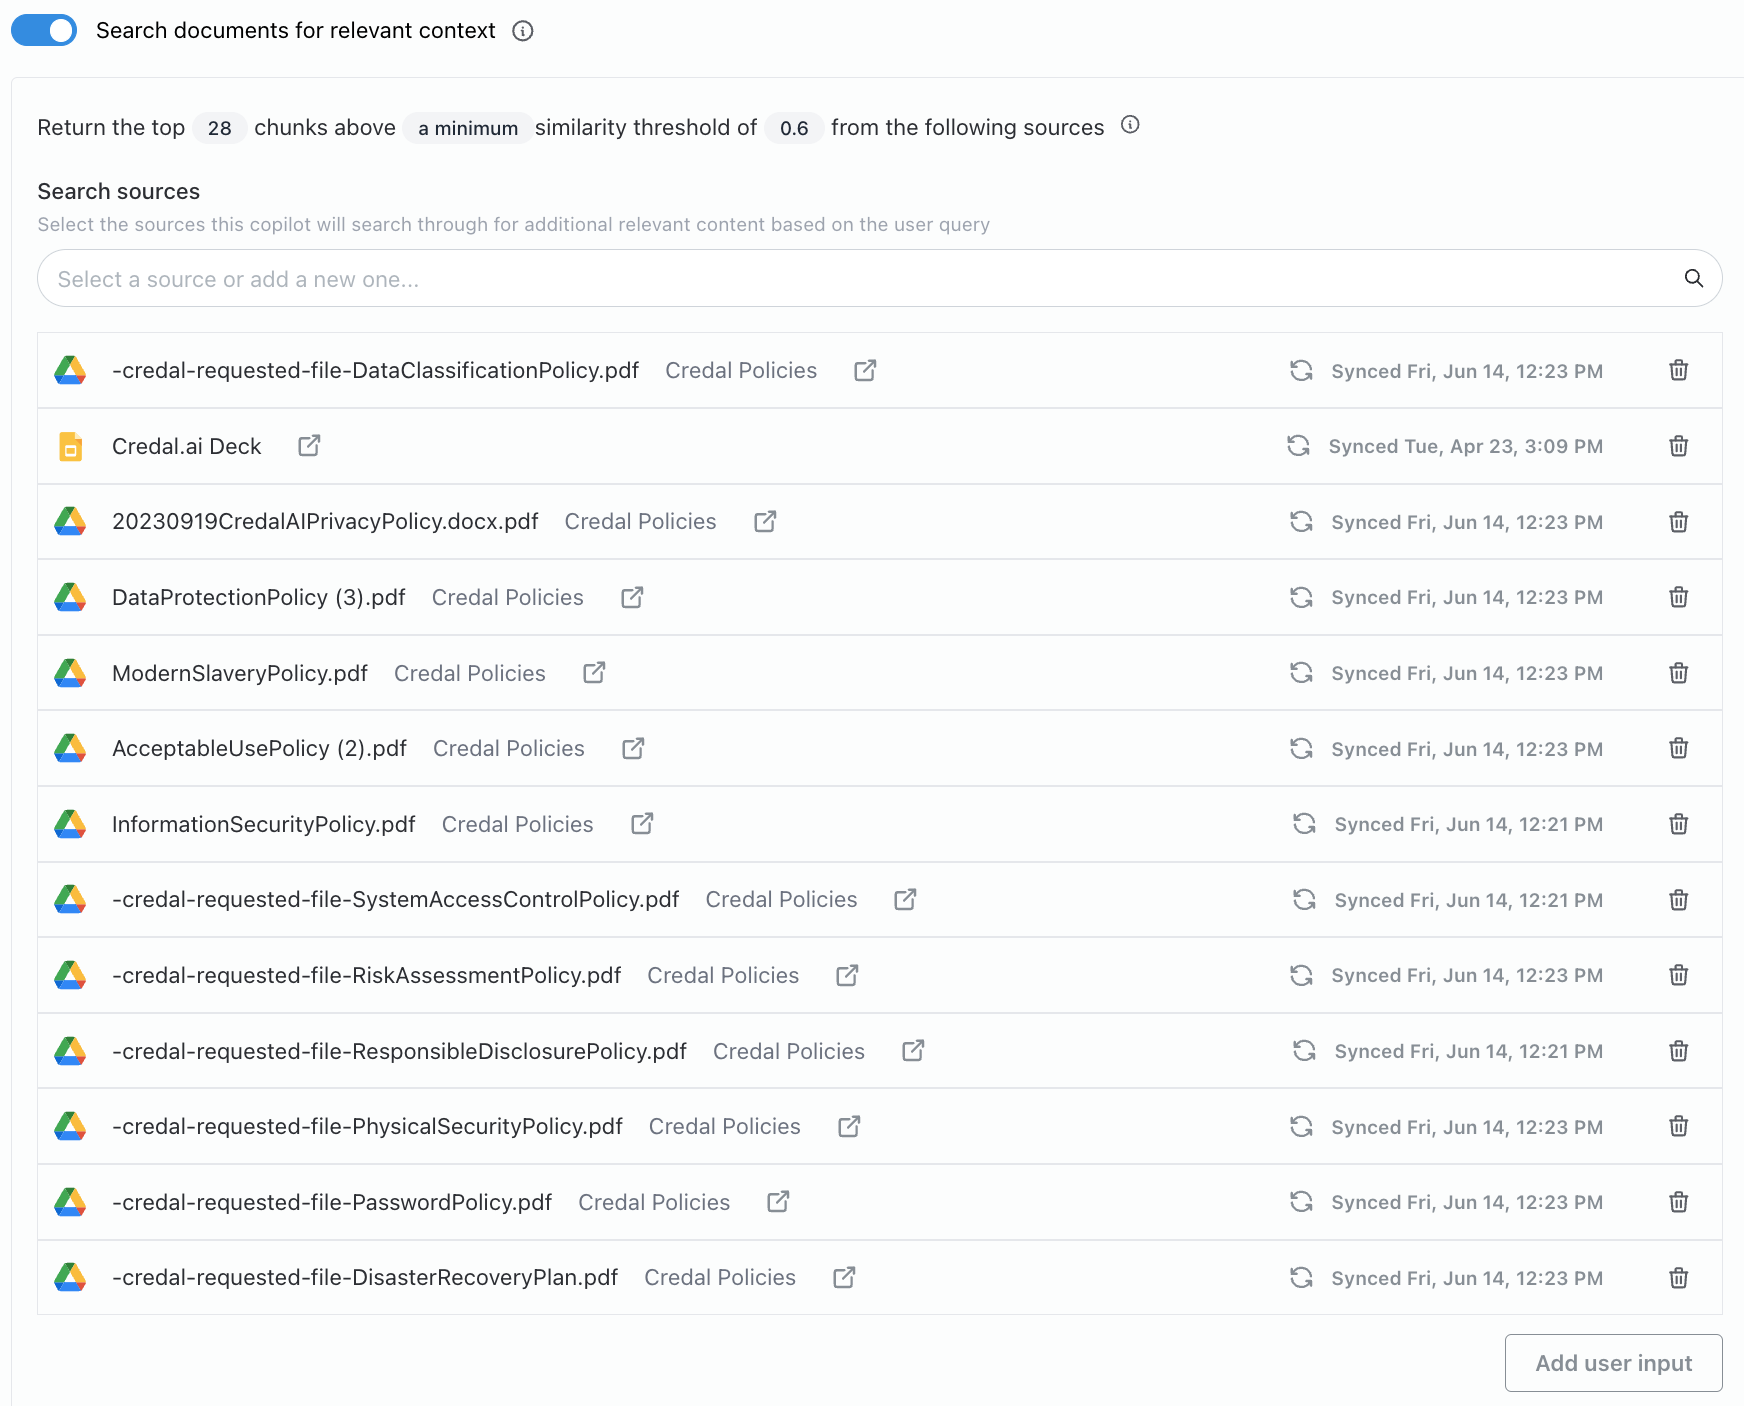 Search documents for relevant context
Return the top 28 chunks above a minimum similarity threshold of 0.6 from the following sources
Search sources
Select the sources this copilot will search through for additional relevant content based on the user query
Select a source or add a new one...
-credal-requested-file-DataClassificationPolicy.pdf Credal Policies Synced Fri, Jun 14, 12:23 PM
Credal.ai Deck Synced Tue, Apr 23, 3:09 PM
20230919CredalAIPrivacyPolicy.docx.pdf Credal Policies Synced Fri, Jun 14, 12:23 PM
DataProtectionPolicy (3).pdf Credal Policies Synced Fri, Jun 14, 12:23 PM
ModernSlaveryPolicy.pdf Credal Policies Synced Fri, Jun 14, 12:23 PM
AcceptableUsePolicy (2).pdf Credal Policies Synced Fri, Jun 14, 12:23 PM
InformationSecurityPolicy.pdf Credal Policies Synced Fri, Jun 14, 12:21 PM
-credal-requested-file-SystemAccessControlPolicy.pdf Credal Policies Synced Fri, Jun 14, 12:21 PM
-credal-requested-file-RiskAssessmentPolicy.pdf Credal Policies Synced Fri, Jun 14, 12:23 PM
-credal-requested-file-ResponsibleDisclosurePolicy.pdf Credal Policies Synced Fri, Jun 14, 12:21 PM
-credal-requested-file-PhysicalSecurityPolicy.pdf Credal Policies Synced Fri, Jun 14, 12:23 PM
-credal-requested-file-PasswordPolicy.pdf Credal Policies Synced Fri, Jun 14, 12:23 PM
-credal-requested-file-DisasterRecoveryPlan.pdf Credal Policies Synced Fri, Jun 14, 12:23 PM
Add user input